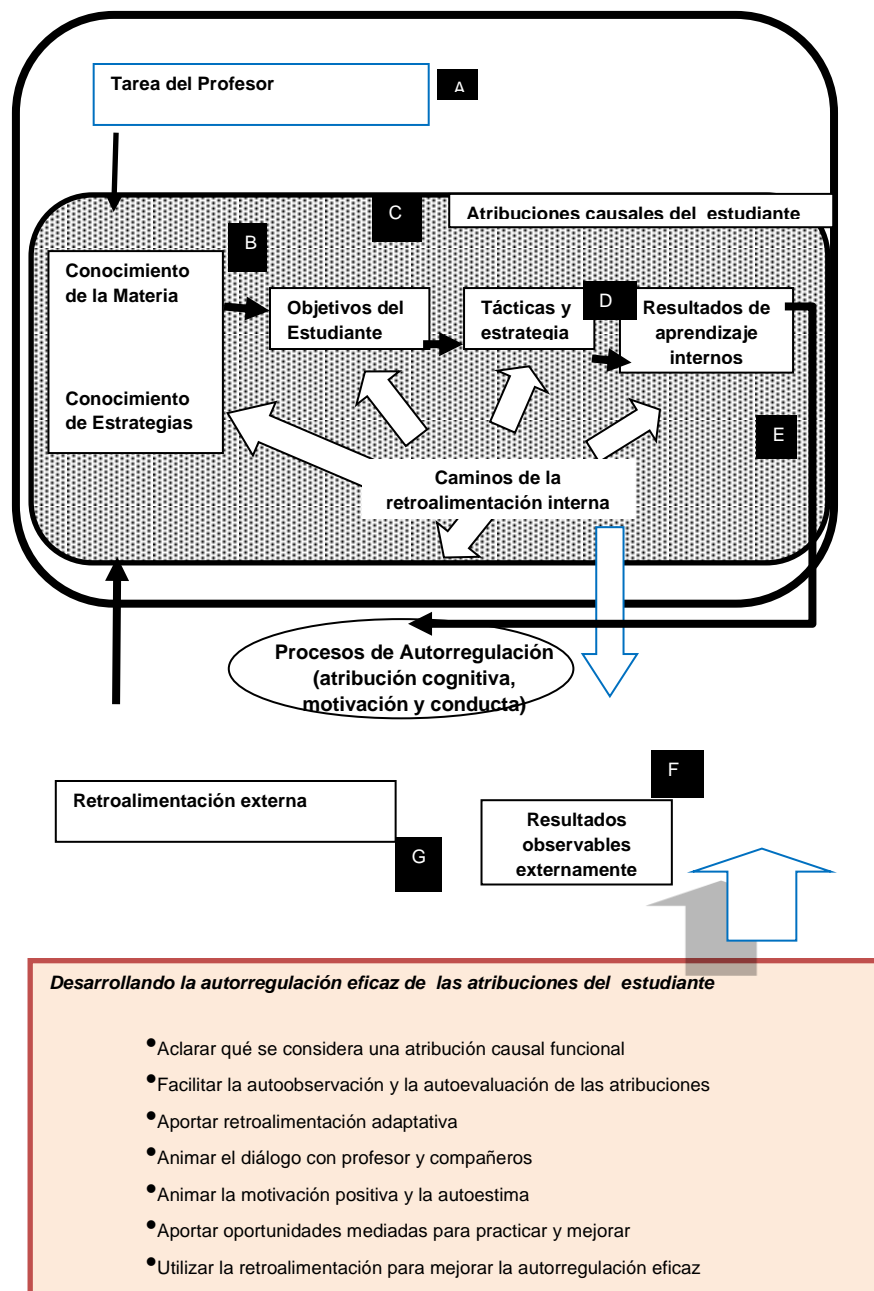 Tarea del Profesor
A
C
Atribuciones causales del estudiante
B
Conocimiento
de la Materia
Conocimiento
de Estrategias
Objetivos del
Estudiante
Tácticas y
estrategia
D
Resultados de
aprendizaje
internos
E
Caminos de la
retroalimentación interna
Procesos de Autorregulación
(atribución cognitiva,
motivación y conducta)
Retroalimentación externa
G
F
Resultados
observables
externamente
Desarrollando la autorregulación eficaz de las atribuciones del estudiante
•Aclarar qué se considera una atribución causal funcional
•Facilitar la autoobservación y la autoevaluación de las atribuciones
•Aportar retroalimentación adaptativa
•Animar el diálogo con profesor y compañeros
•Animar la motivación positiva y la autoestima
•Aportar oportunidades mediadas para practicar y mejorar
•Utilizar la retroalimentación para mejorar la autorregulación eficaz